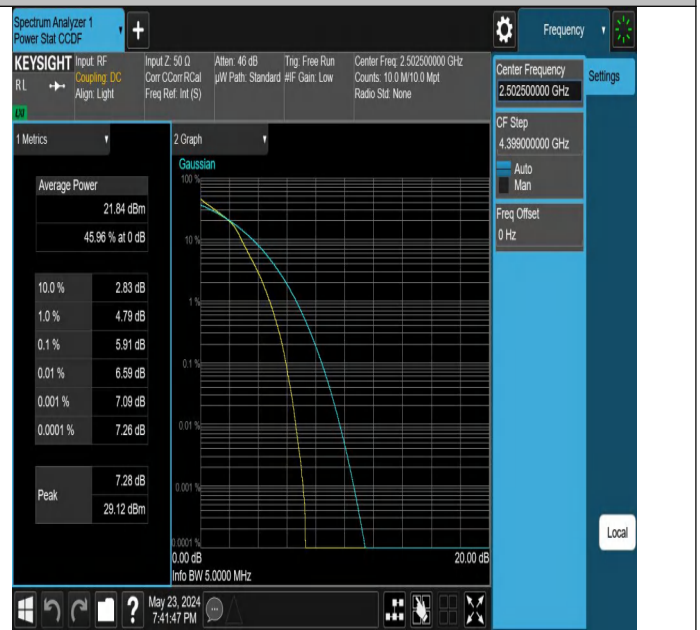 Spectrum Analyzer 1
Power Stat CCDF
Frequency
KEYSIGHT
RL
LXI
Input: RF
Coupling: DC
Align: Light
Input Z: 50 Ω
Corr CCorr RCal
Freq Ref: Int (S)
Atten: 46 dB
µW Path: Standard
Trig: Free Run
#IF Gain: Low
Center Freq: 2.502500000 GHz
Counts: 10.0 M/10.0 Mpt
Radio Std: None
Center Frequency
2.502500000 GHz
Settings
CF Step
4.399000000 GHz
Auto
Man
Freq Offset
0 Hz
Local
1 Metrics
Average Power
21.84 dBm
45.96 % at 0 dB
10.0 % 2.83 dB
1.0 % 4.79 dB
0.1 % 5.91 dB
0.01 % 6.59 dB
0.001 % 7.09 dB
0.0001 % 7.26 dB
Peak
7.28 dB
29.12 dBm
2 Graph
Gaussian
100 %
10 %
1 %
0.1 %
0.01 %
0.001 %
0.0001 %
0.00 dB 20.00 dB
Info BW 5.0000 MHz
?
May 23, 2024
7:41:47 PM